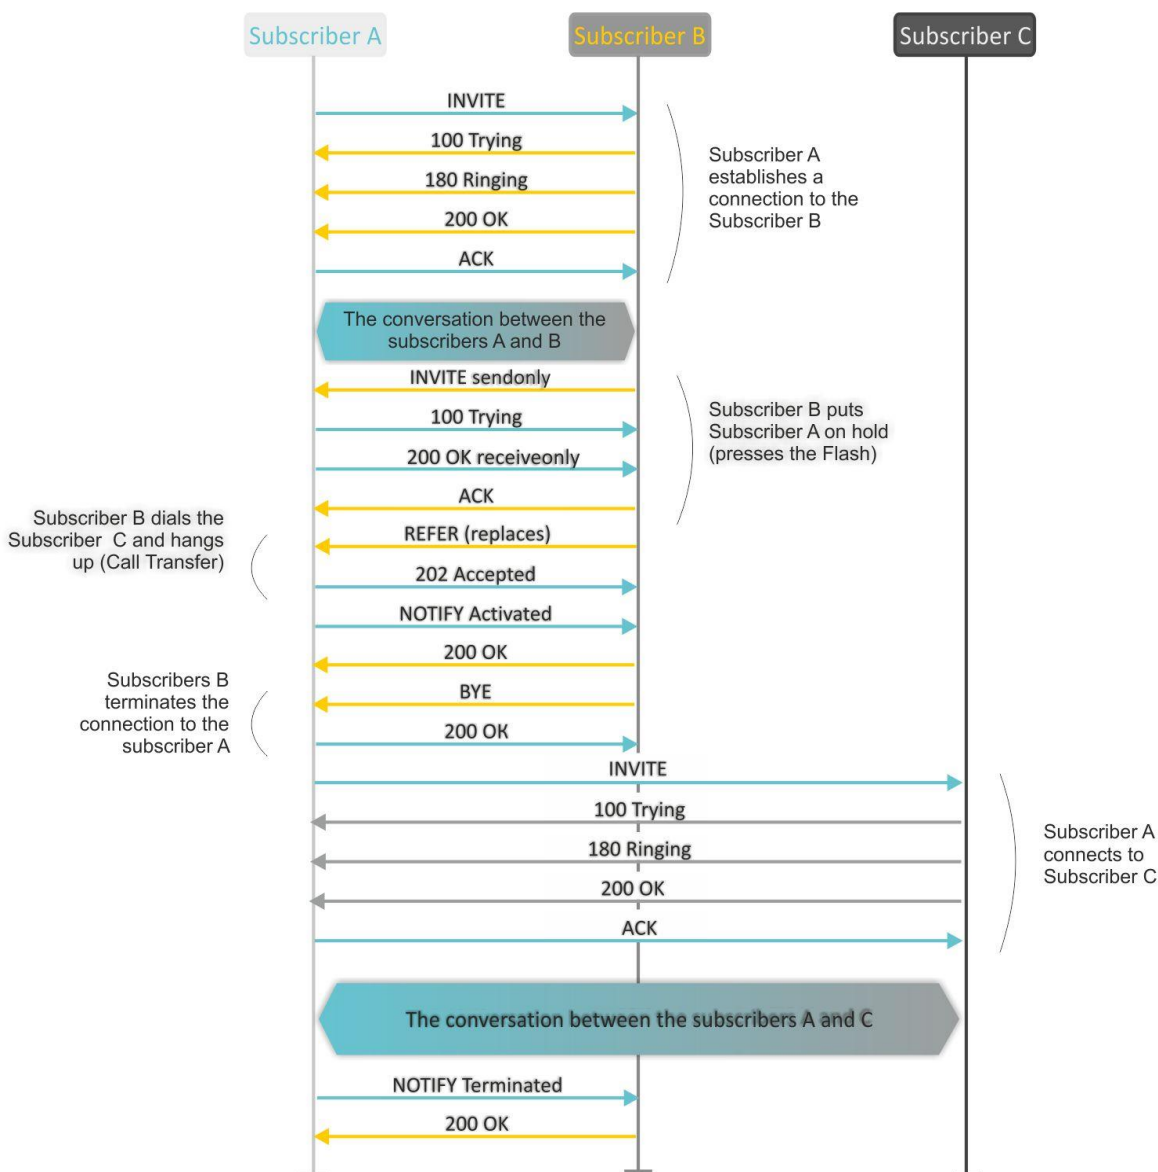 Subscriber A
Subscriber B
Subscriber C
INVITE
100 Trying
180 Ringing
200 OK
ACK
Subscriber A
establishes a
connection to the
Subscriber B
The conversation between the
subscribers A and B
INVITE sendonly
100 Trying
200 OK receiveonly
ACK
Subscriber B puts
Subscriber A on hold
(presses the Flash)
REFER (replaces)
202 Accepted
Subscriber B dials the
Subscriber C and hangs
up (Call Transfer)
NOTIFY Activated
200 OK
BYE
200 OK
Subscribers B
terminates the
connection to the
subscriber A
INVITE
100 Trying
180 Ringing
200 OK
ACK
Subscriber A
connects to
Subscriber C
The conversation between the subscribers A and C
NOTIFY Terminated
200 OK